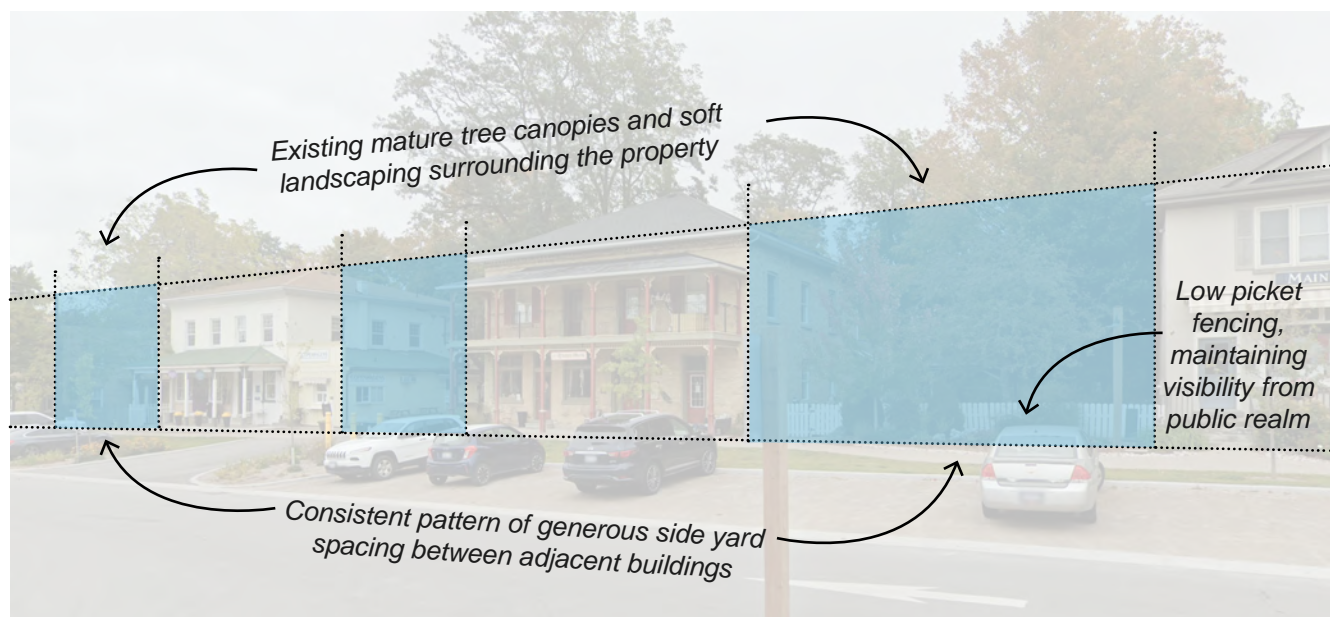 Existing mature tree canopies and soft
landscaping surrounding the property
MAIN
Low picket
fencing,
maintaining
visibility from
public realm
Consistent pattern of generous side yard
spacing between adjacent buildings